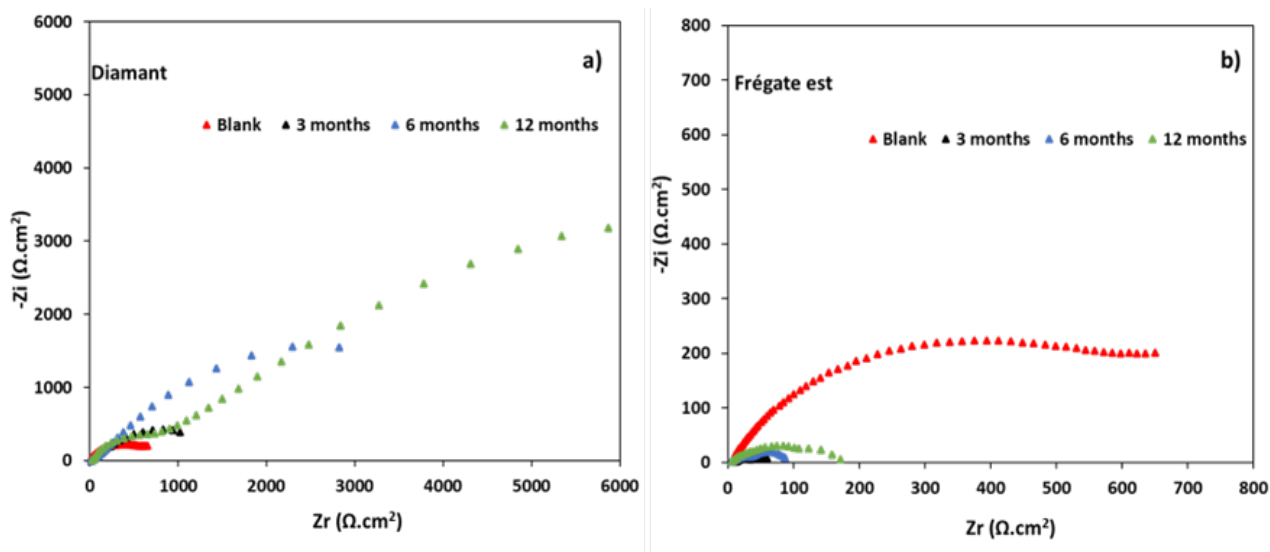 a)
Diamant
Blank 3 months 6 months 12 months
6000
5000
4000
3000
2000
1000
0
-Zi (Ω.cm²)
0 1000 2000 3000 4000 5000 6000
Zr (Ω.cm²)
b)
Frégate est
Blank 3 months 6 months 12 months
800
700
600
500
400
300
200
100
0
-Zi (Ω.cm²)
0 100 200 300 400 500 600 700 800
Zr (Ω.cm²)